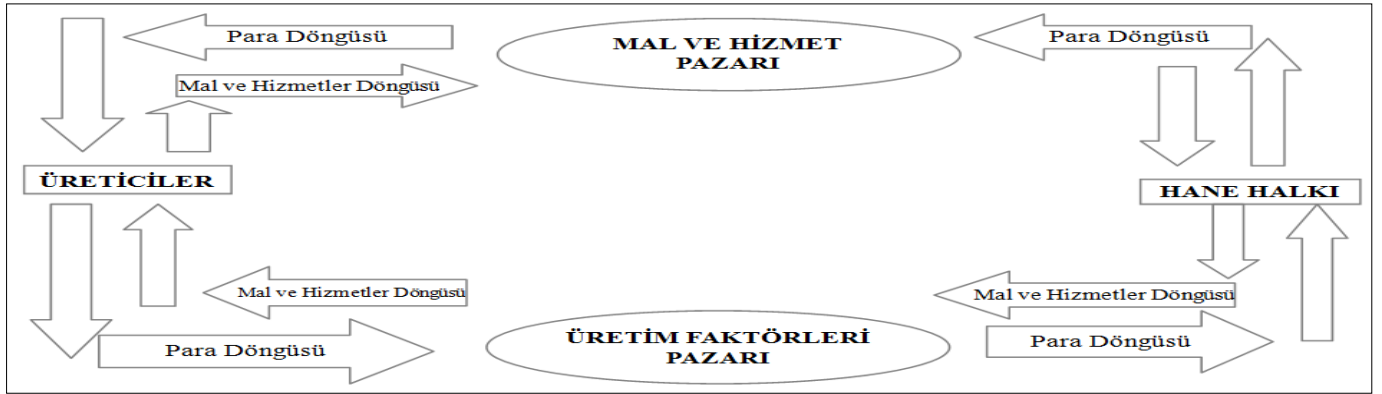 Para Döngüsü
MAL VE HİZMET
PAZARI
Para Döngüsü
Mal ve Hizmetler Döngüsü
ÜRETİCİLER
HANE HALKI
Mal ve Hizmetler Döngüsü
Mal ve Hizmetler Döngüsü
Para Döngüsü
ÜRETİM FAKTÖRLERİ
PAZARI
Para Döngüsü